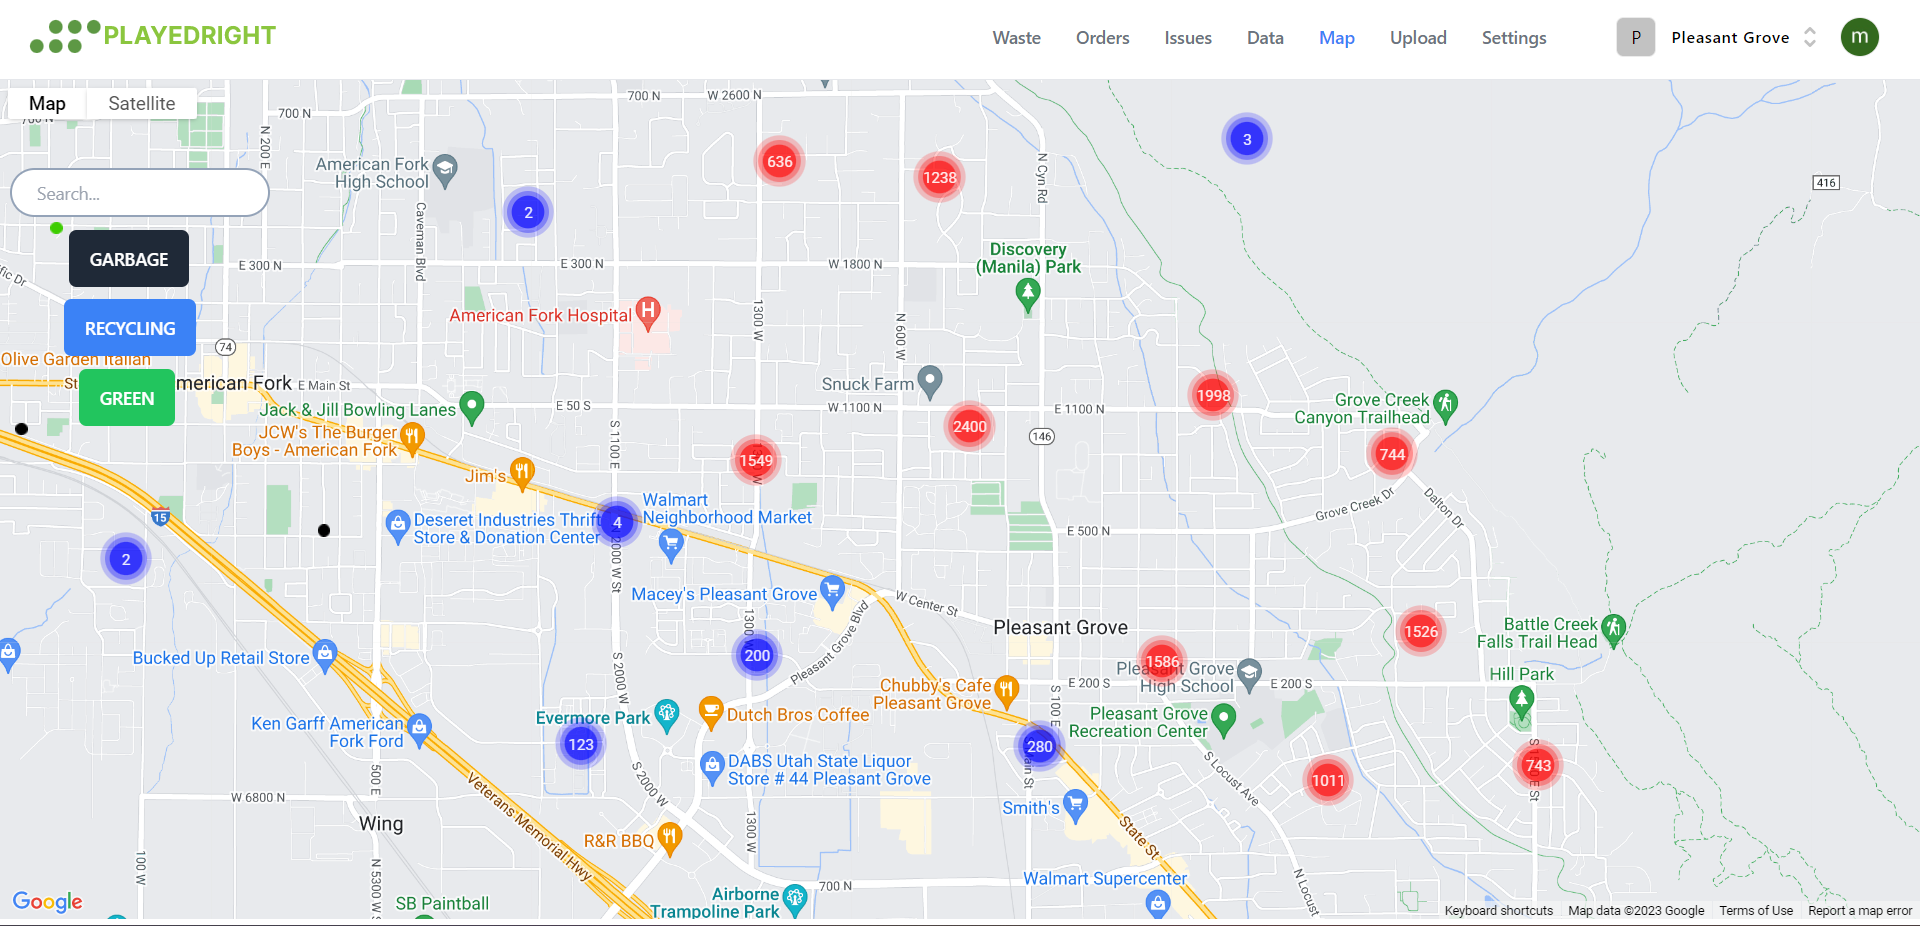 PLAYEDRIGHT
Waste
Orders
Issues
Data
Map
Upload
Settings
P
Pleasant Grove
m
Map
Satellite
700 N
700 N
W 2600 N
N 200 E
American Fork
High School
636
1238
3
N Cyn Rd
416
Search...
2
Caveman Blvd
GARBAGE
E 300 N
E 300 N
W 1800 N
Discovery
(Manila) Park
American Fork Hospital
H
1300 W
N 600 W
RECYCLING
74
Olive Garden Italian
St
merican Fork
E Main St
GREEN
Snuck Farm
Jack & Jill Bowling Lanes
E 50 S
W 1100 N
E 1100 N
1998
Grove Creek
Canyon Trailhead
JCW's The Burger
Boys - American Fork
S 1100 E
2400
146
744
1549
Jim's
15
Walmart
Neighborhood Market
Deseret Industries Thrift
Store & Donation Center
4
Grove Creek Dr
Dalton Dr
E 500 N
2
Macey's Pleasant Grove
W Center St
Pleasant Grove Blvd
Pleasant Grove
1526
Battle Creek
Falls Trail Head
Bucked Up Retail Store
1300 W
200
S 2000 W
1586
Pleasant Grove
High School
E 200 S
E 200 S
Hill Park
Chubby's Cafe
Pleasant Grove
S 100 E
Evermore Park
Dutch Bros Coffee
Pleasant Grove
Recreation Center
Ken Garff American
Fork Ford
123
280
743
DABS Utah State Liquor
Store # 44 Pleasant Grove
S 2000 W
500 E
S Locust Ave
1011
W 6800 N
Veterans Memorial Hwy
Smith's
Wing
1300 W
State St
R&R BBQ
100 W
N 5300 W
700 N
Walmart Supercenter
N Locust
Airborne
Trampoline Park
SB Paintball
Google
Keyboard shortcuts
Map data ©2023 Google
Terms of Use
Report a map error